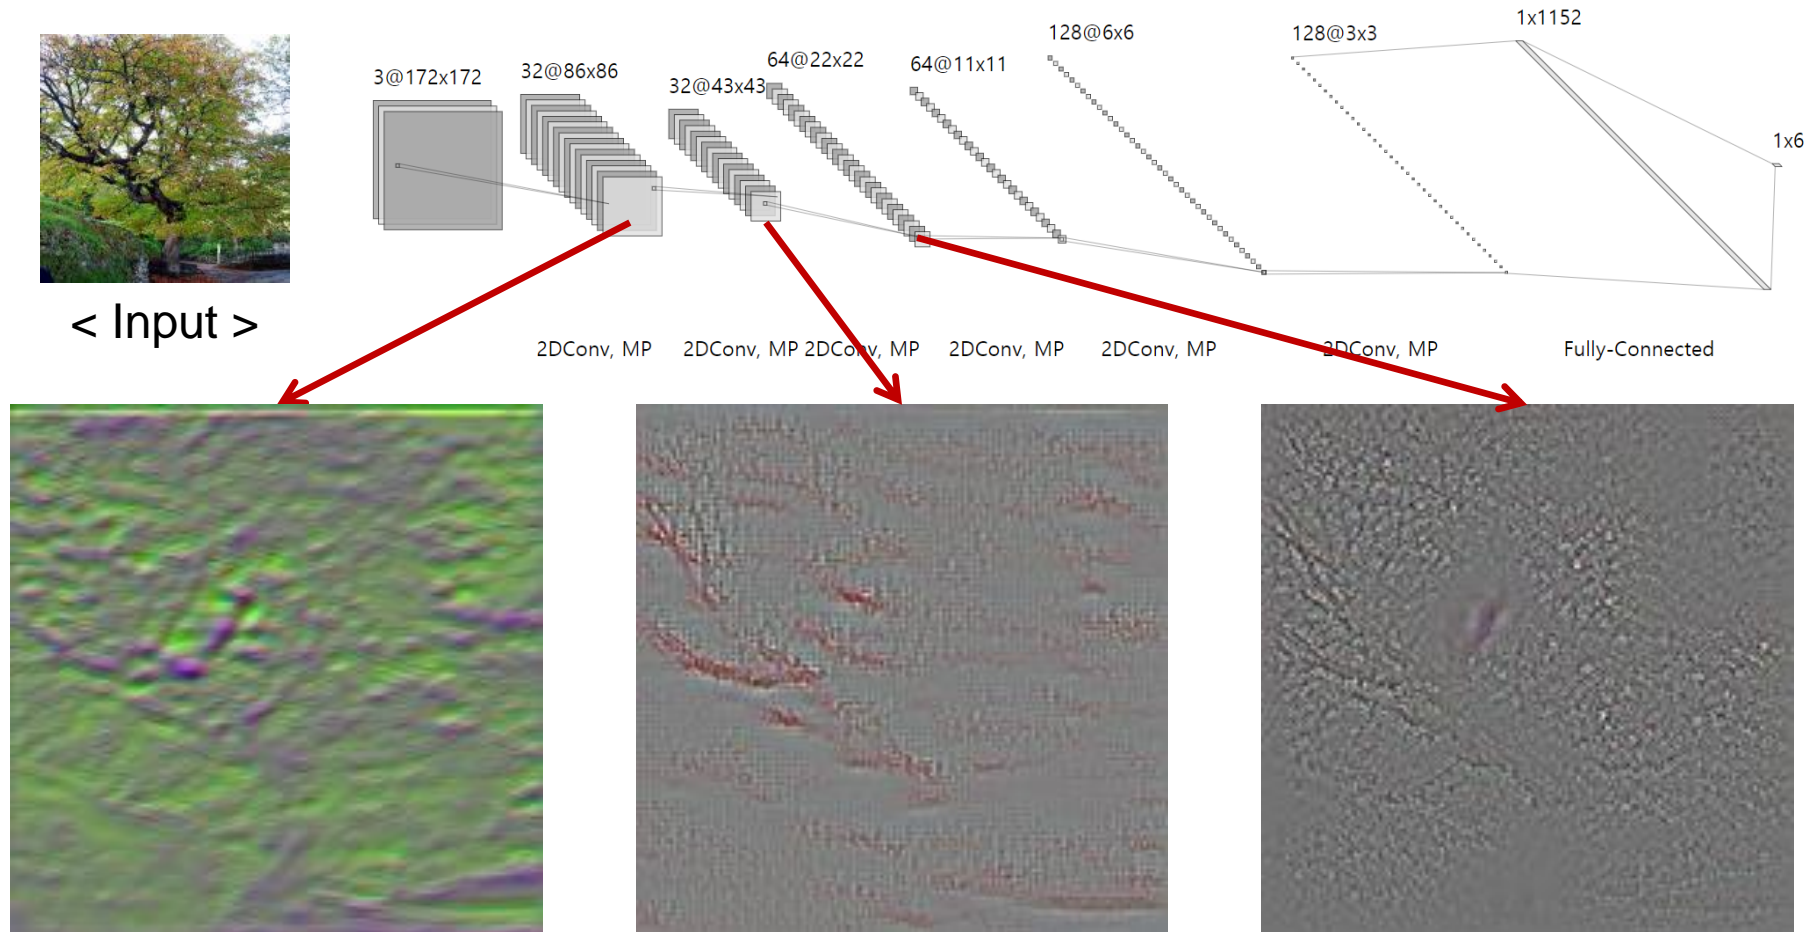 3@172x172
32@86x86
32@43x43
64@22x22
64@11x11
128@6x6
128@3x3
1x1152
1x6
< Input >
2DConv, MP
2DConv, MP
2DConv, MP
2DConv, MP
2DConv, MP
2DConv, MP
Fully-Connected